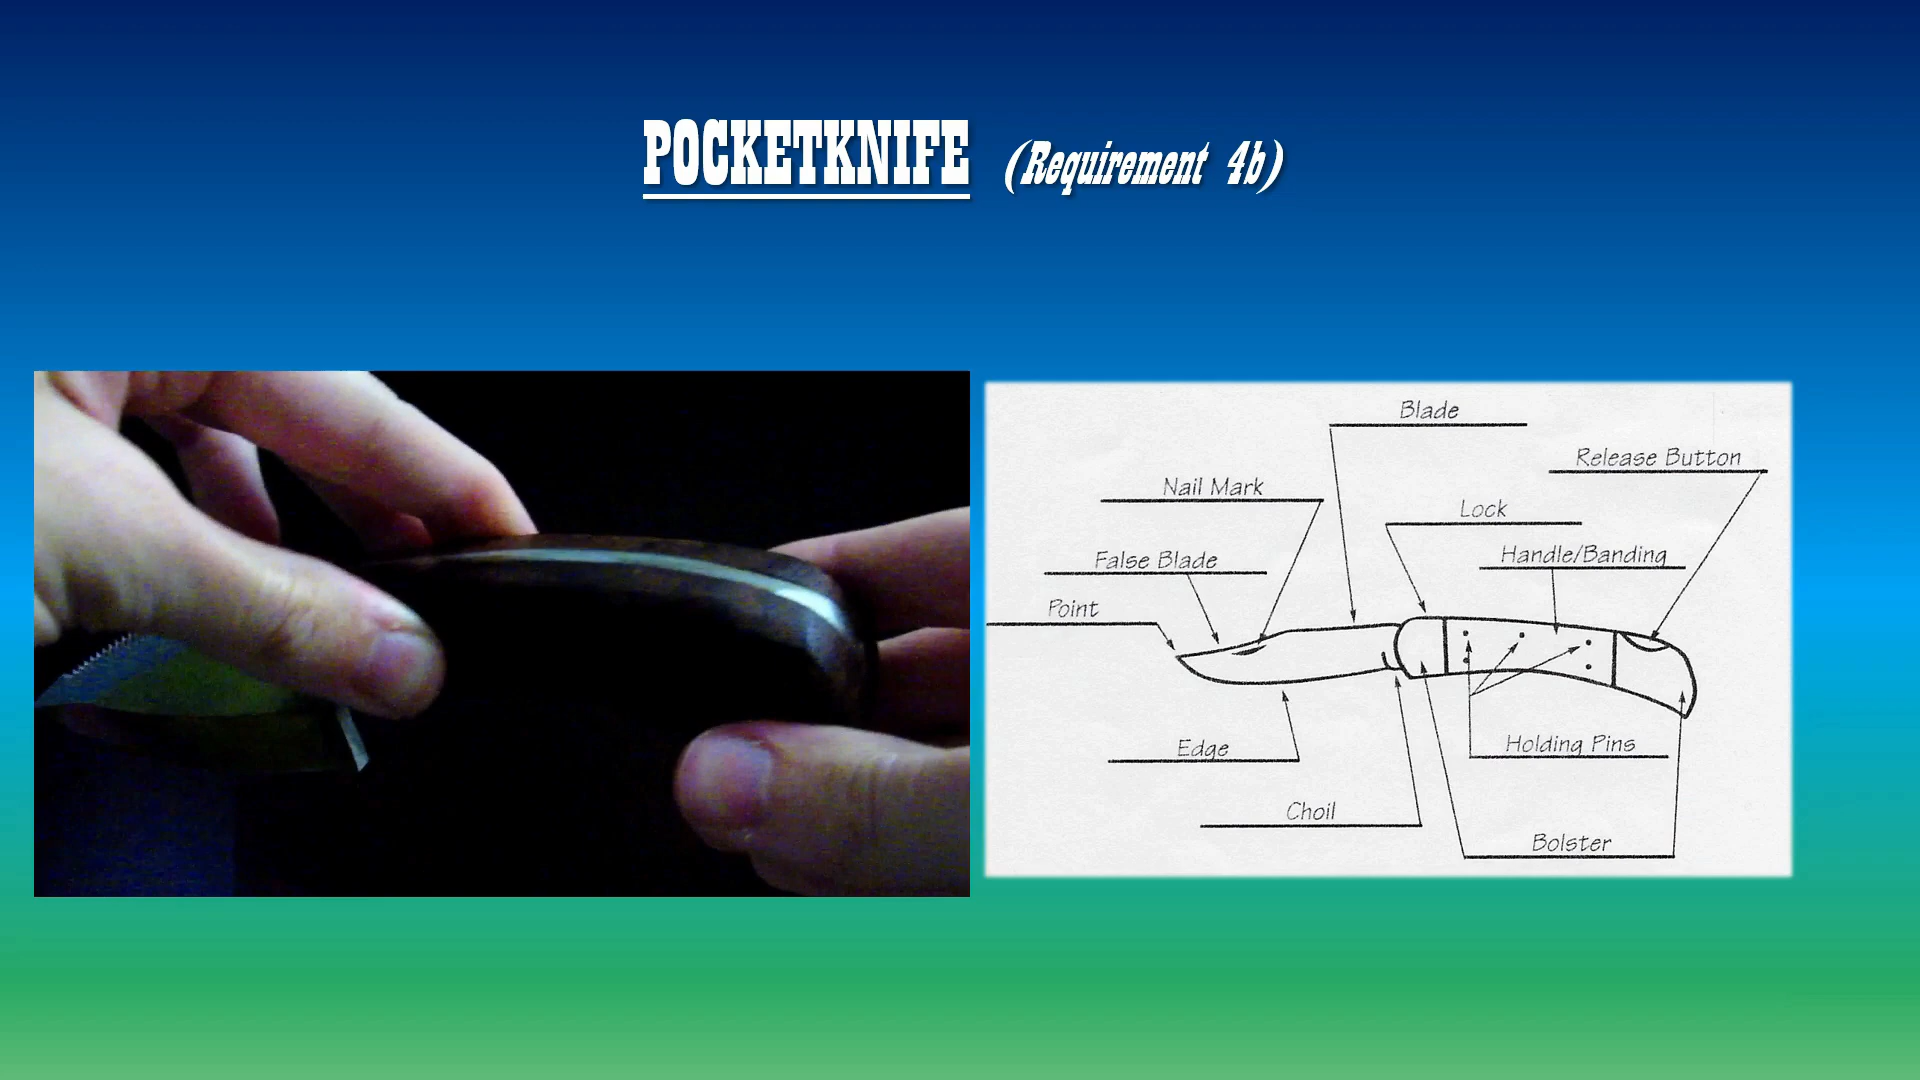 POCKETKNIFE (Requirement 4b)
Blade
Release Button
Nail Mark
Lock
Handle/Banding
False Blade
Point
Edge
Holding Pins
Choil
Bolster